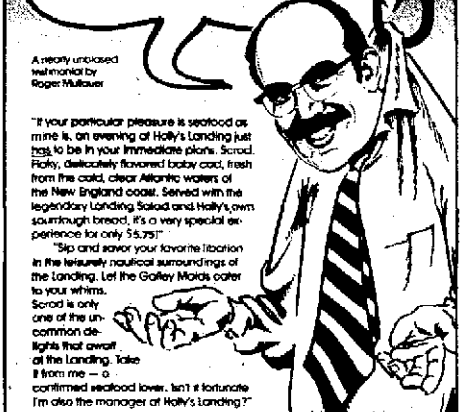 A nearly unbiased
testimonial by
Roger Mullauer
"If your particular pleasure is seafood as
mine is, an evening at Holly's Landing just
has to be in your immediate plans. Scrod.
Flaky, delicately flavored baby cod, fresh
from the cold, clear Atlantic waters of
the New England coast. Served with the
legendary Landing Salad and Holly's own
sourdough bread, it's a very special ex-
perience for only $5.75!"
"Sip and savor your favorite libation
in the leisurely nautical surroundings of
the Landing. Let the Galley Maids cater
to your whims.
Scrod is only
one of the un-
common de-
lights that await
at the Landing. Take
it from me — a
confirmed seafood lover. Isn't it fortunate
I'm also the manager of Holly's Landing?"